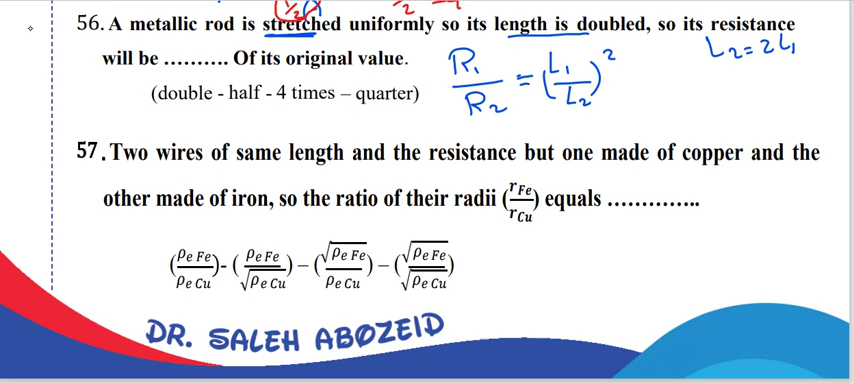 56. A metallic rod is stretched uniformly so its length is doubled, so its resistance
will be .......... Of its original value.
(double - half - 4 times – quarter)
R₁/R₂ = (L₁/L₂)²
L₂ = 2L₁
57. Two wires of same length and the resistance but one made of copper and the
other made of iron, so the ratio of their radii (r Fe/r Cu) equals ..............
(ρe Fe/ρe Cu)- (ρe Fe/√ρe Cu) – (√ρe Fe/ρe Cu) – (√ρe Fe/√ρe Cu)
DR. SALEH ABOZEID